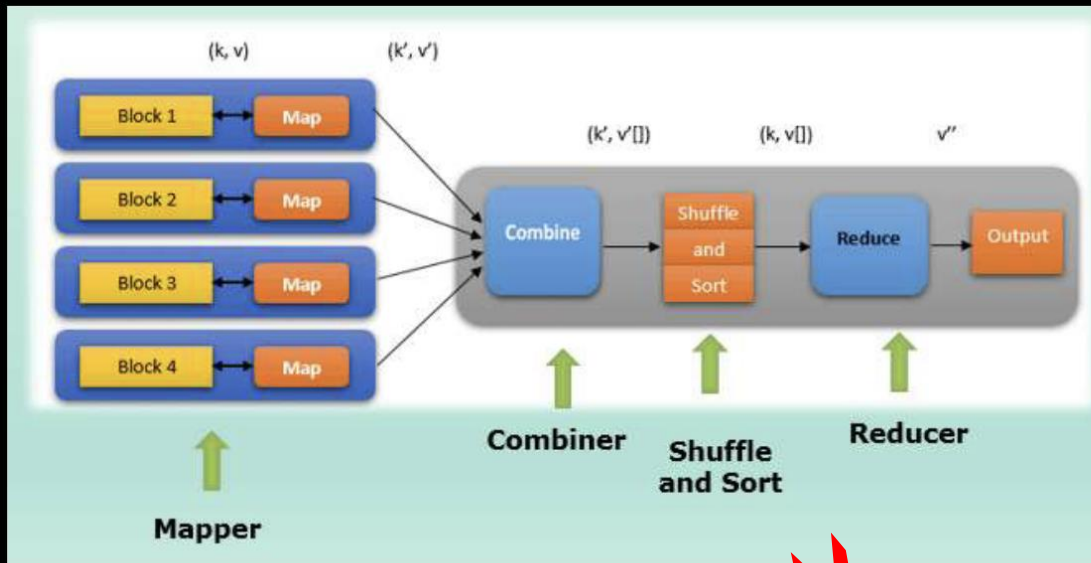 (k, v)
(k', v')
Block 1
Map
Block 2
Map
Block 3
Map
Block 4
Map
(k', v'[])
(k, v[])
v''
Combine
Shuffle
and
Sort
Reduce
Output
Mapper
Combiner
Shuffle
and Sort
Reducer